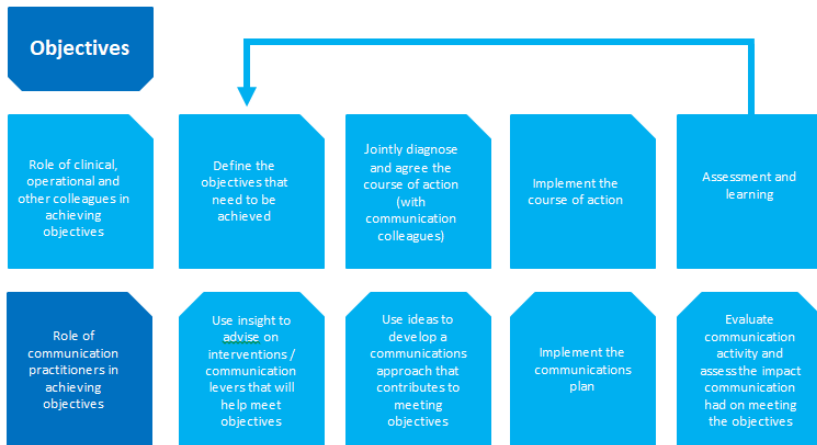 Objectives
Role of clinical,
operational and
other colleagues in
achieving
objectives
Define the
objectives that
need to be
achieved
Jointly diagnose
and agree the
course of action
(with
communication
colleagues)
Implement the
course of action
Assessment and
learning
Role of
communication
practitioners in
achieving
objectives
Use insight to
advise on
interventions /
communication
levers that will
help meet
objectives
Use ideas to
develop a
communications
approach that
contributes to
meeting
objectives
Implement the
communications
plan
Evaluate
communication
activity and
assess the impact
communication
had on meeting
the objectives